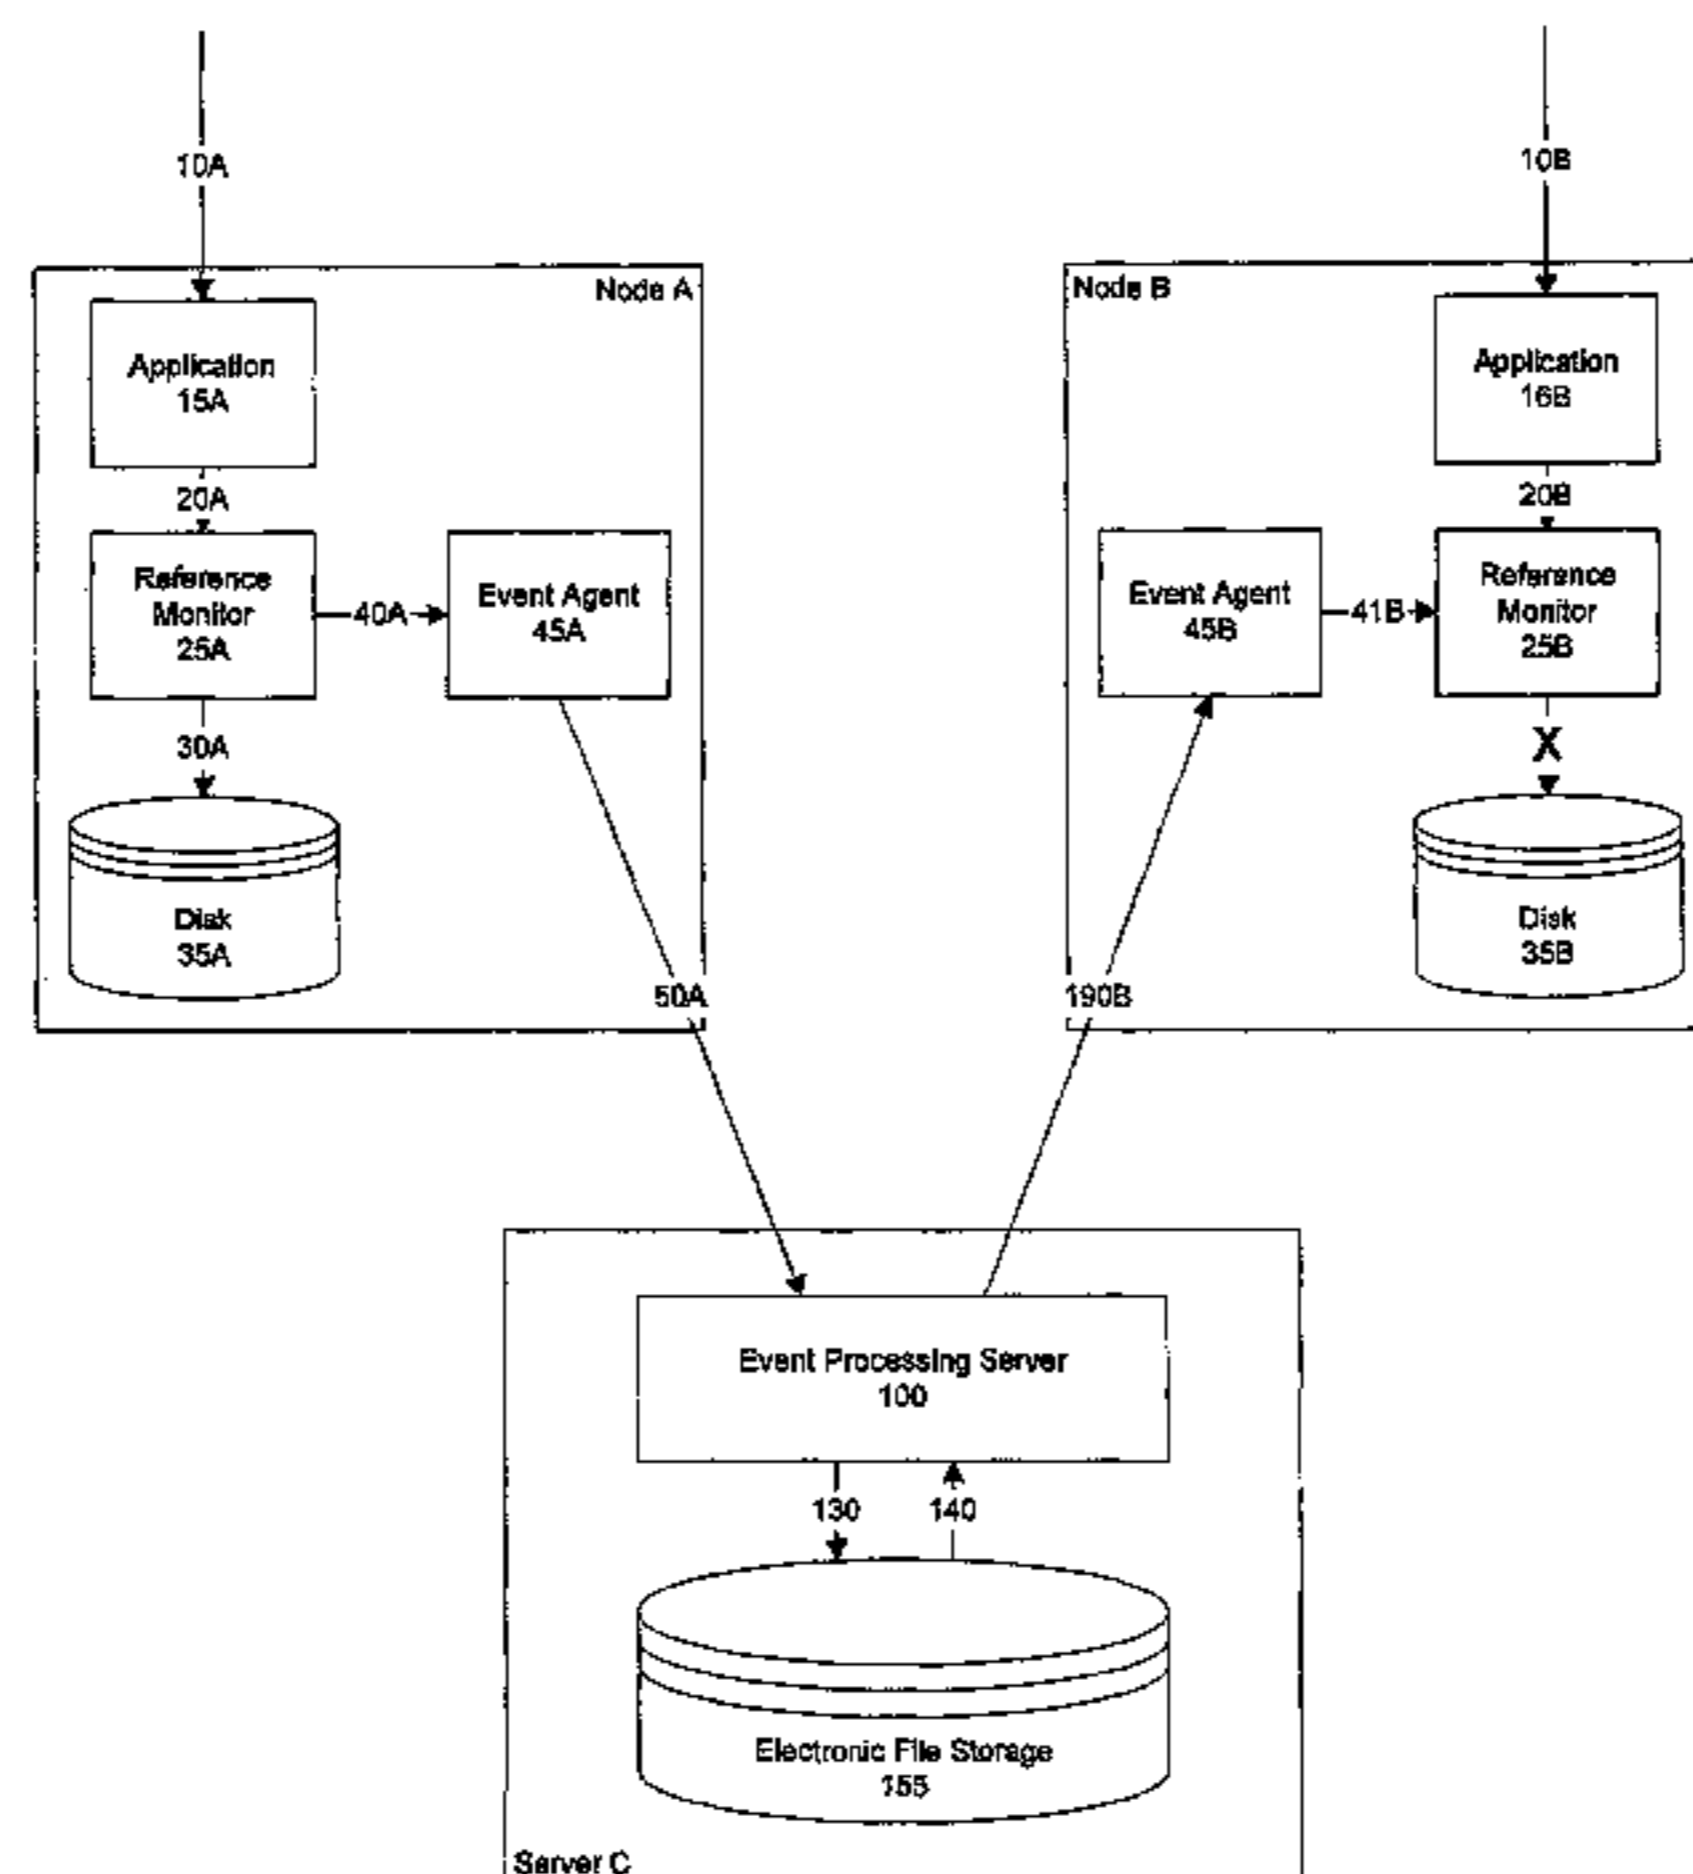 10A
10B
Node A
Node B
Application
15A
Application
16B
20A
20B
Reference
Monitor
25A
40A
Event Agent
45A
Event Agent
45B
41B
Reference
Monitor
25B
30A
X
Disk
35A
Disk
35B
50A
190B
Event Processing Server
100
130
140
Electronic File Storage
155
Server C